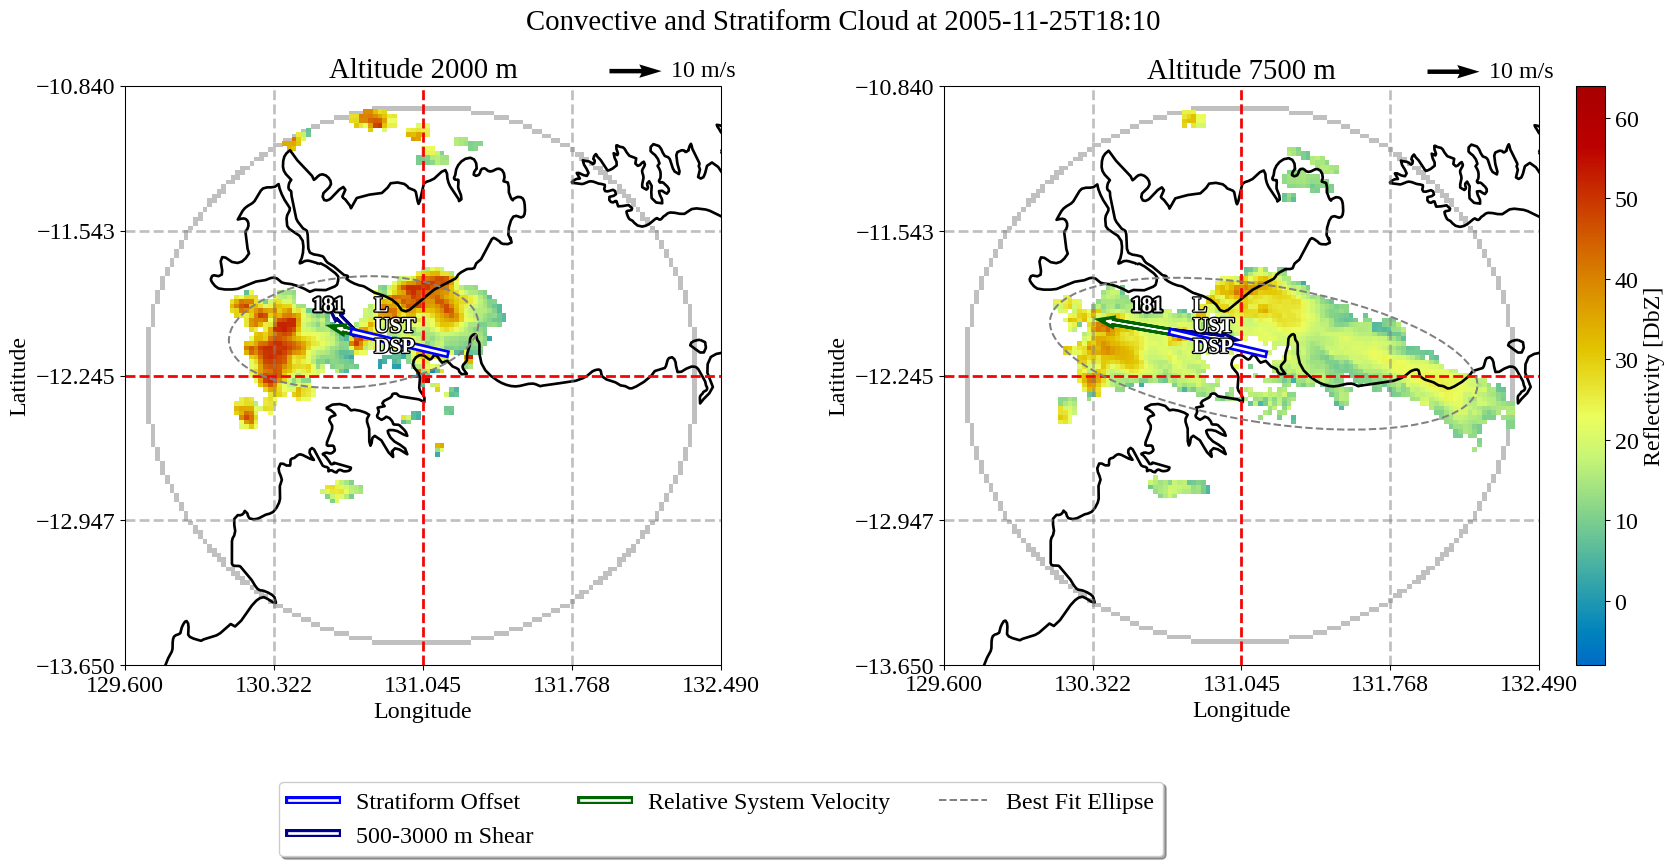 Convective and Stratiform Cloud at 2005-11-25T18:10
Altitude 2000 m
10 m/s
−10.840
−11.543
−12.245
−12.947
−13.650
129.600
130.322
131.045
131.768
132.490
Latitude
Longitude
181
L
UST
DSP
Altitude 7500 m
10 m/s
−10.840
−11.543
−12.245
−12.947
−13.650
129.600
130.322
131.045
131.768
132.490
Latitude
Longitude
181
L
UST
DSP
60
50
40
30
20
10
0
Reflectivity [DbZ]
Stratiform Offset
500-3000 m Shear
Relative System Velocity
Best Fit Ellipse